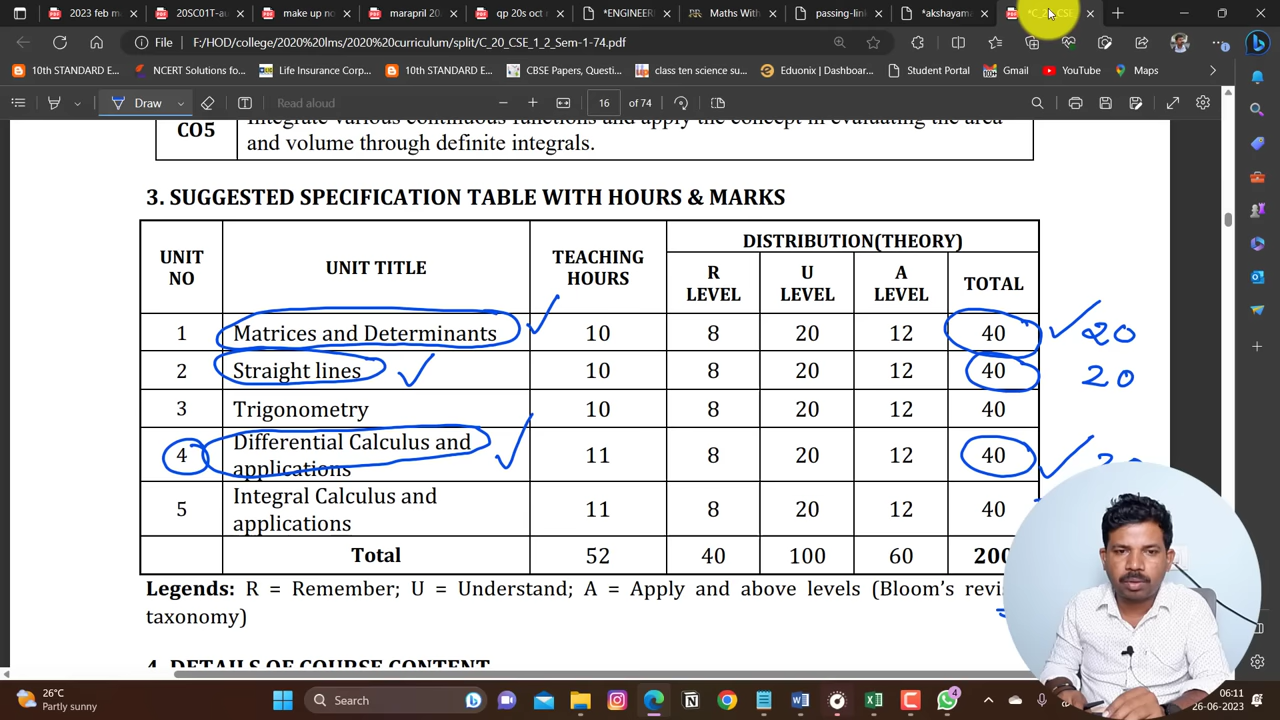 2023 feb m
20SC01T-au
make up no
marapril 20
qp 20s oct
*ENGINEERI
Maths With
passing-link
*akshayamu
*C_20_CSE
File F:/HOD/college/2020%20lms/2020%20curriculum/split/C_20_CSE_1_2_Sem-1-74.pdf
10th STANDARD E...
NCERT Solutions fo...
Life Insurance Corp...
10th STANDARD E...
CBSE Papers, Questi...
class ten science su...
Eduonix | Dashboar...
Student Portal
Gmail
YouTube
Maps
Draw
Read aloud
16 of 74
CO5
Integrate various continuous functions and apply the concept in evaluating the area
and volume through definite integrals.
3. SUGGESTED SPECIFICATION TABLE WITH HOURS & MARKS
UNIT NO UNIT TITLE TEACHING HOURS DISTRIBUTION(THEORY)
R LEVEL U LEVEL A LEVEL TOTAL
1 Matrices and Determinants 10 8 20 12 40 20
2 Straight lines 10 8 20 12 40 20
3 Trigonometry 10 8 20 12 40
4 Differential Calculus and applications 11 8 20 12 40
5 Integral Calculus and applications 11 8 20 12 40
Total 52 40 100 60 200
Legends: R = Remember; U = Understand; A = Apply and above levels (Bloom's revis
taxonomy)
4. DETAILS OF COURSE CONTENT
26°C
Partly sunny
Search
4
06:11
26-06-2023